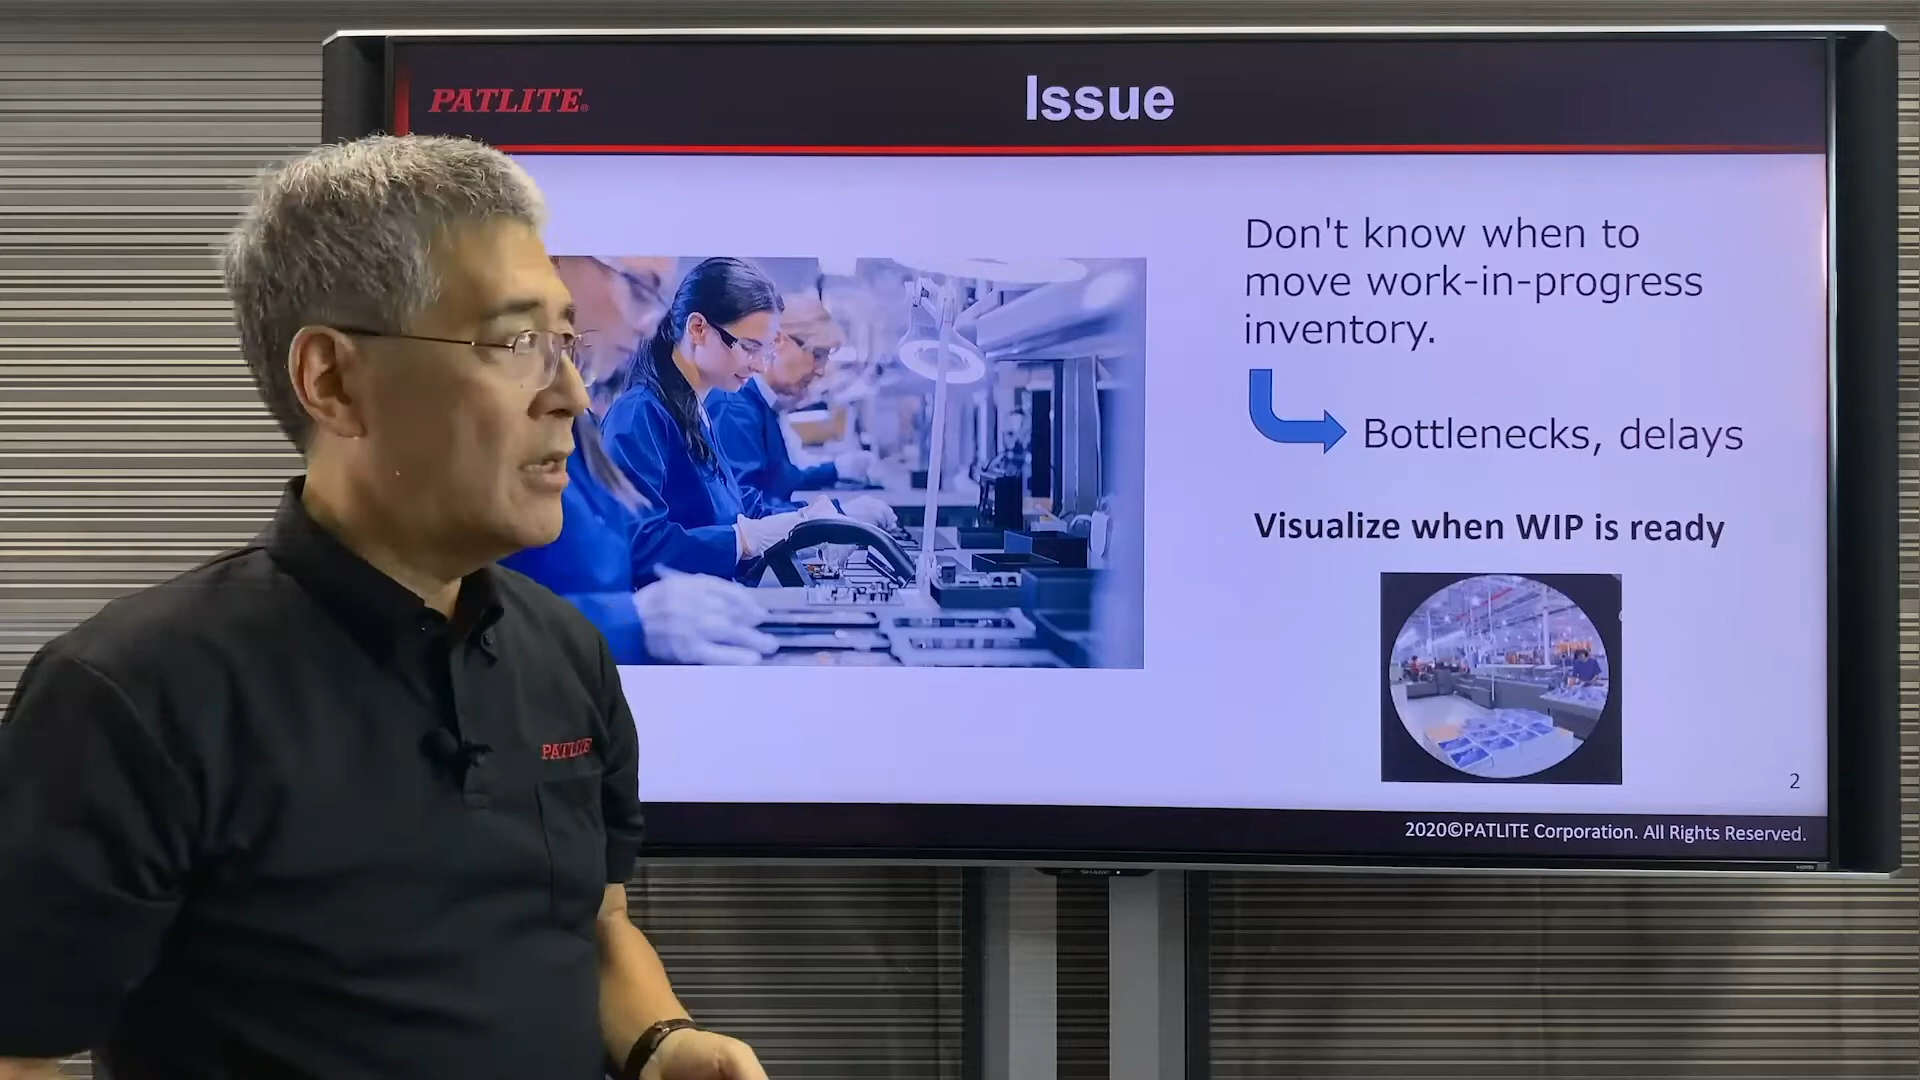 PATLITE®
Issue
Don't know when to
move work-in-progress
inventory.
Bottlenecks, delays
Visualize when WIP is ready
2
2020©PATLITE Corporation. All Rights Reserved.
PATLITE
SHARP